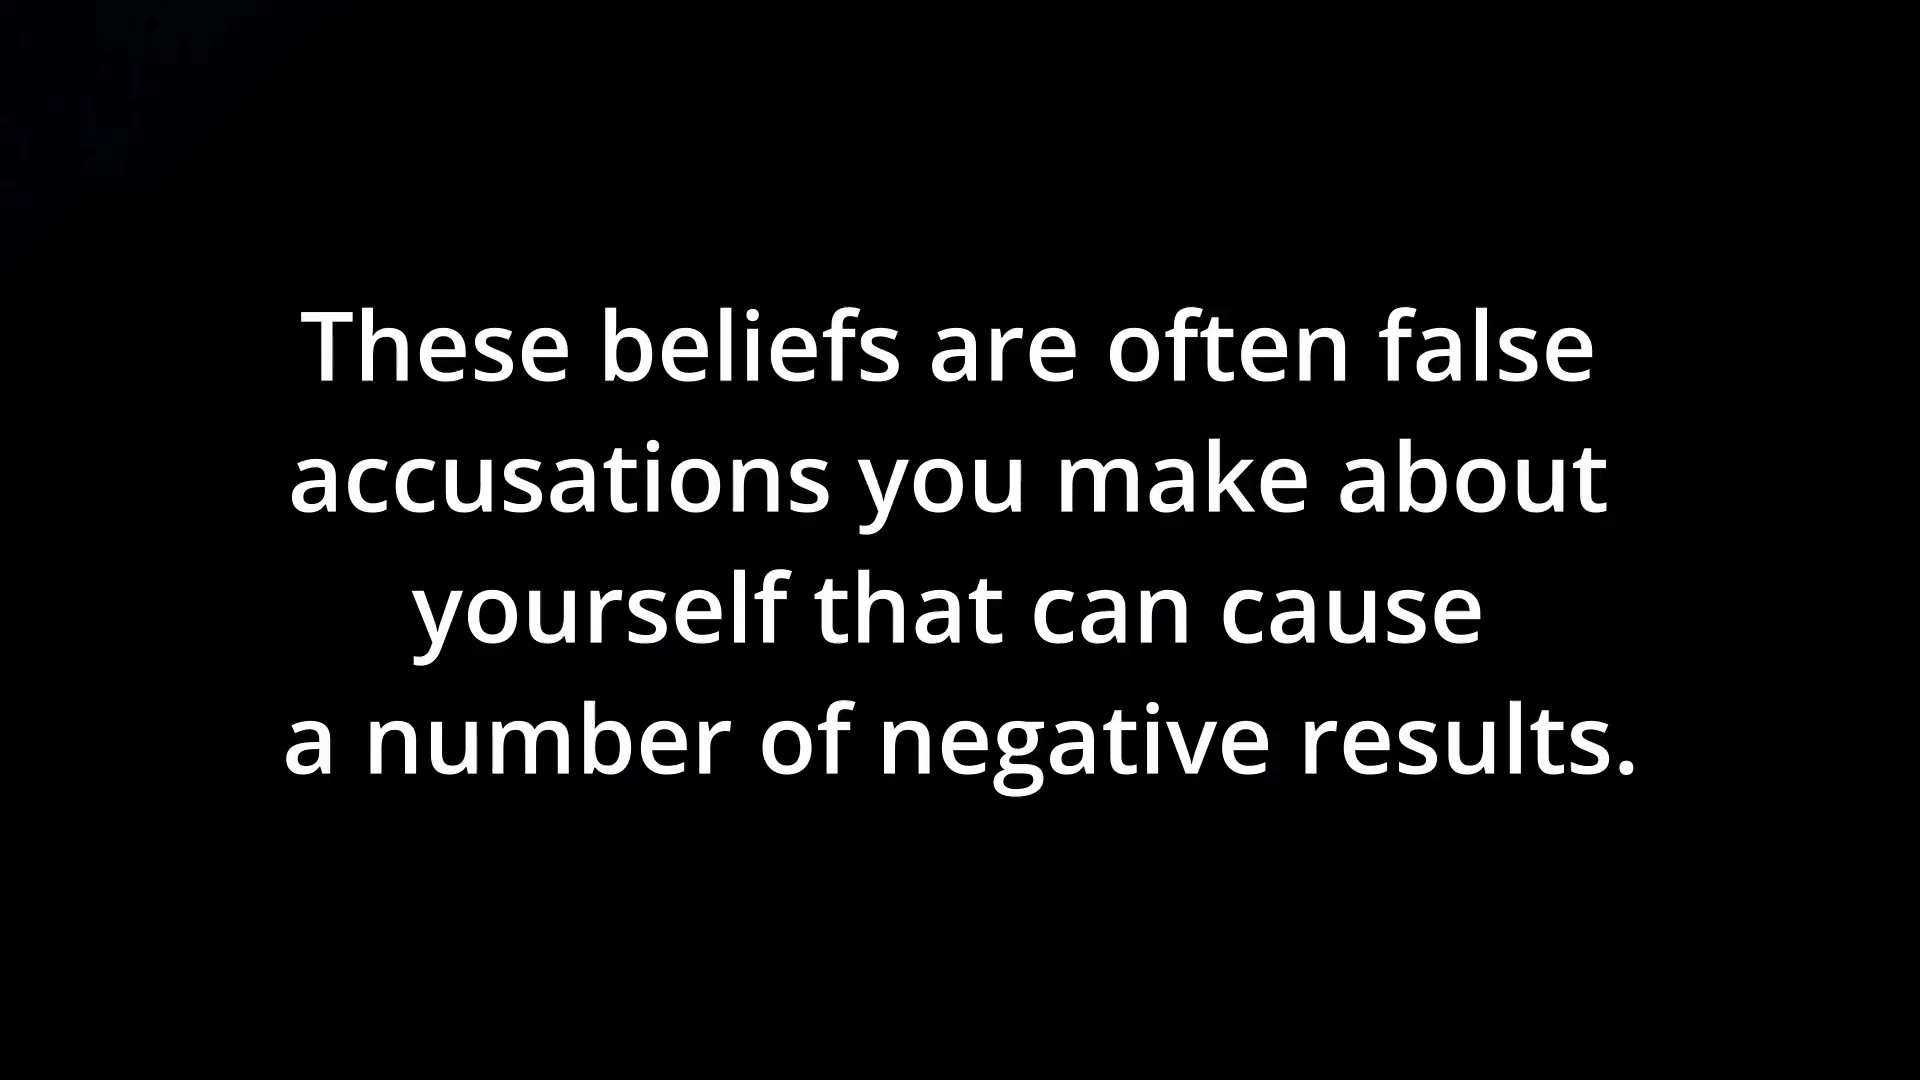 These beliefs are often false
accusations you make about
yourself that can cause
a number of negative results.